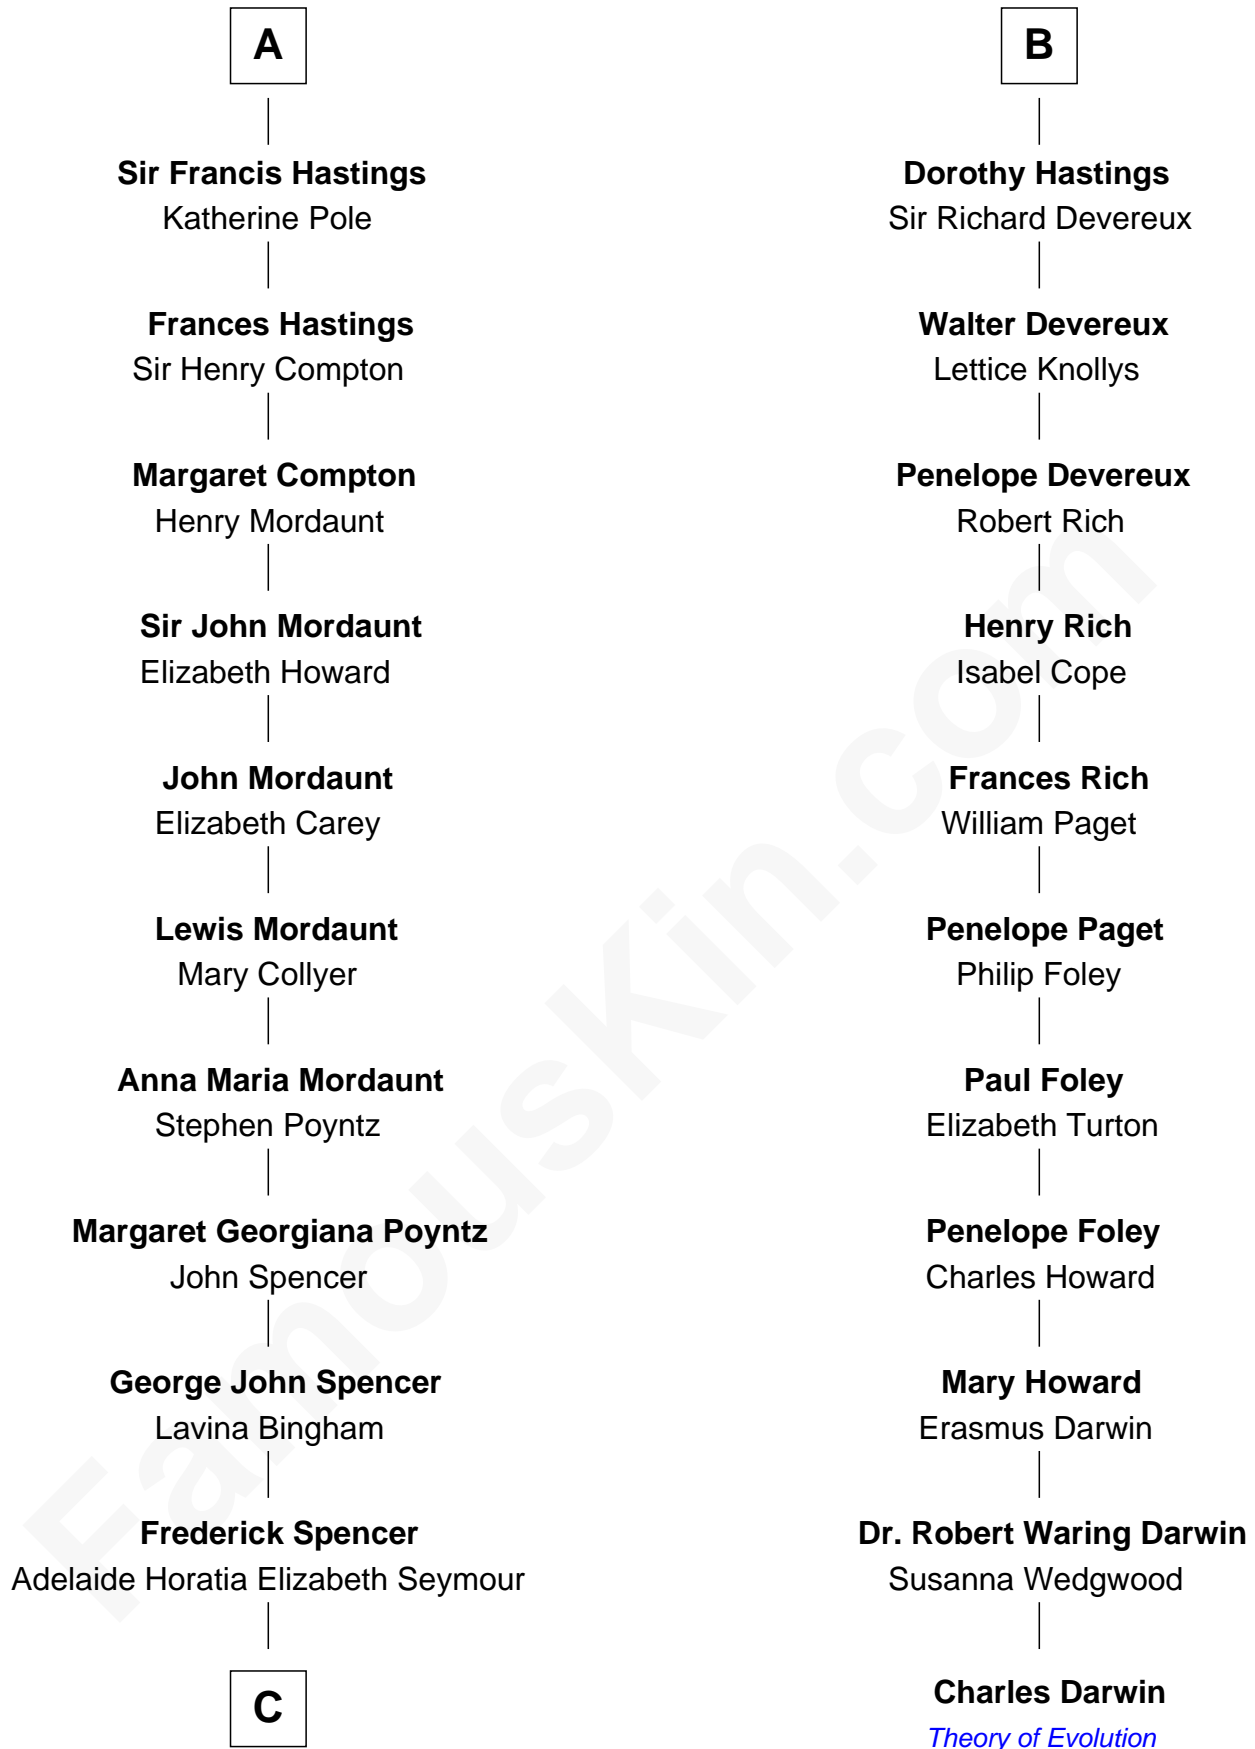 A
Sir Francis Hastings
Katherine Pole
Frances Hastings
Sir Henry Compton
Margaret Compton
Henry Mordaunt
Sir John Mordaunt
Elizabeth Howard
John Mordaunt
Elizabeth Carey
Lewis Mordaunt
Mary Collyer
Anna Maria Mordaunt
Stephen Poyntz
Margaret Georgiana Poyntz
John Spencer
George John Spencer
Lavina Bingham
Frederick Spencer
Adelaide Horatia Elizabeth Seymour
C
B
Dorothy Hastings
Sir Richard Devereux
Walter Devereux
Lettice Knollys
Penelope Devereux
Robert Rich
Henry Rich
Isabel Cope
Frances Rich
William Paget
Penelope Paget
Philip Foley
Paul Foley
Elizabeth Turton
Penelope Foley
Charles Howard
Mary Howard
Erasmus Darwin
Dr. Robert Waring Darwin
Susanna Wedgwood
Charles Darwin
Theory of Evolution
FamousKin.com